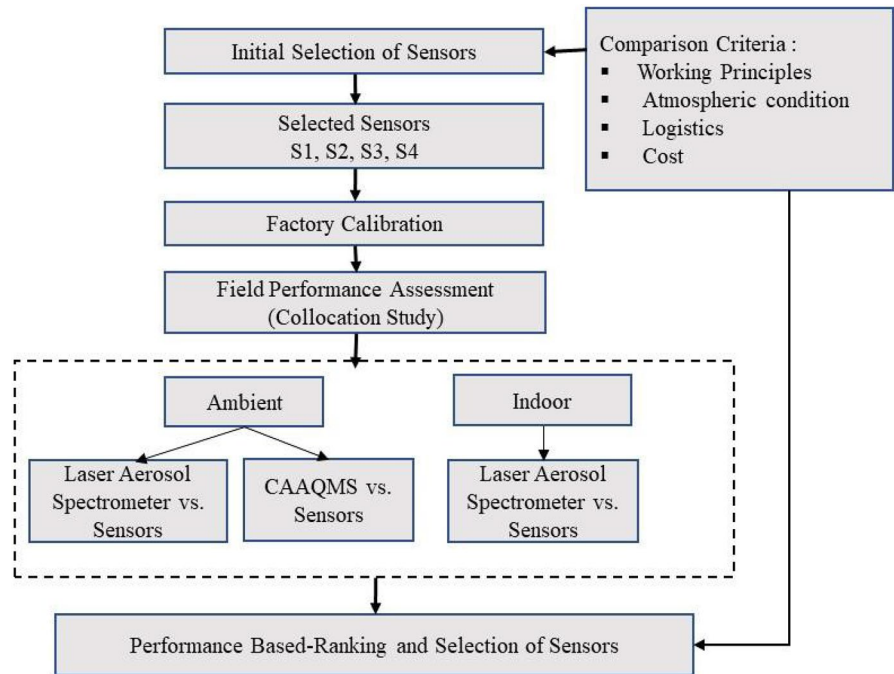 Initial Selection of Sensors
Comparison Criteria :
▪ Working Principles
▪ Atmospheric condition
▪ Logistics
▪ Cost
Selected Sensors
S1, S2, S3, S4
Factory Calibration
Field Performance Assessment
(Collocation Study)
Ambient
Indoor
Laser Aerosol
Spectrometer vs.
Sensors
CAAQMS vs.
Sensors
Laser Aerosol
Spectrometer vs.
Sensors
Performance Based-Ranking and Selection of Sensors